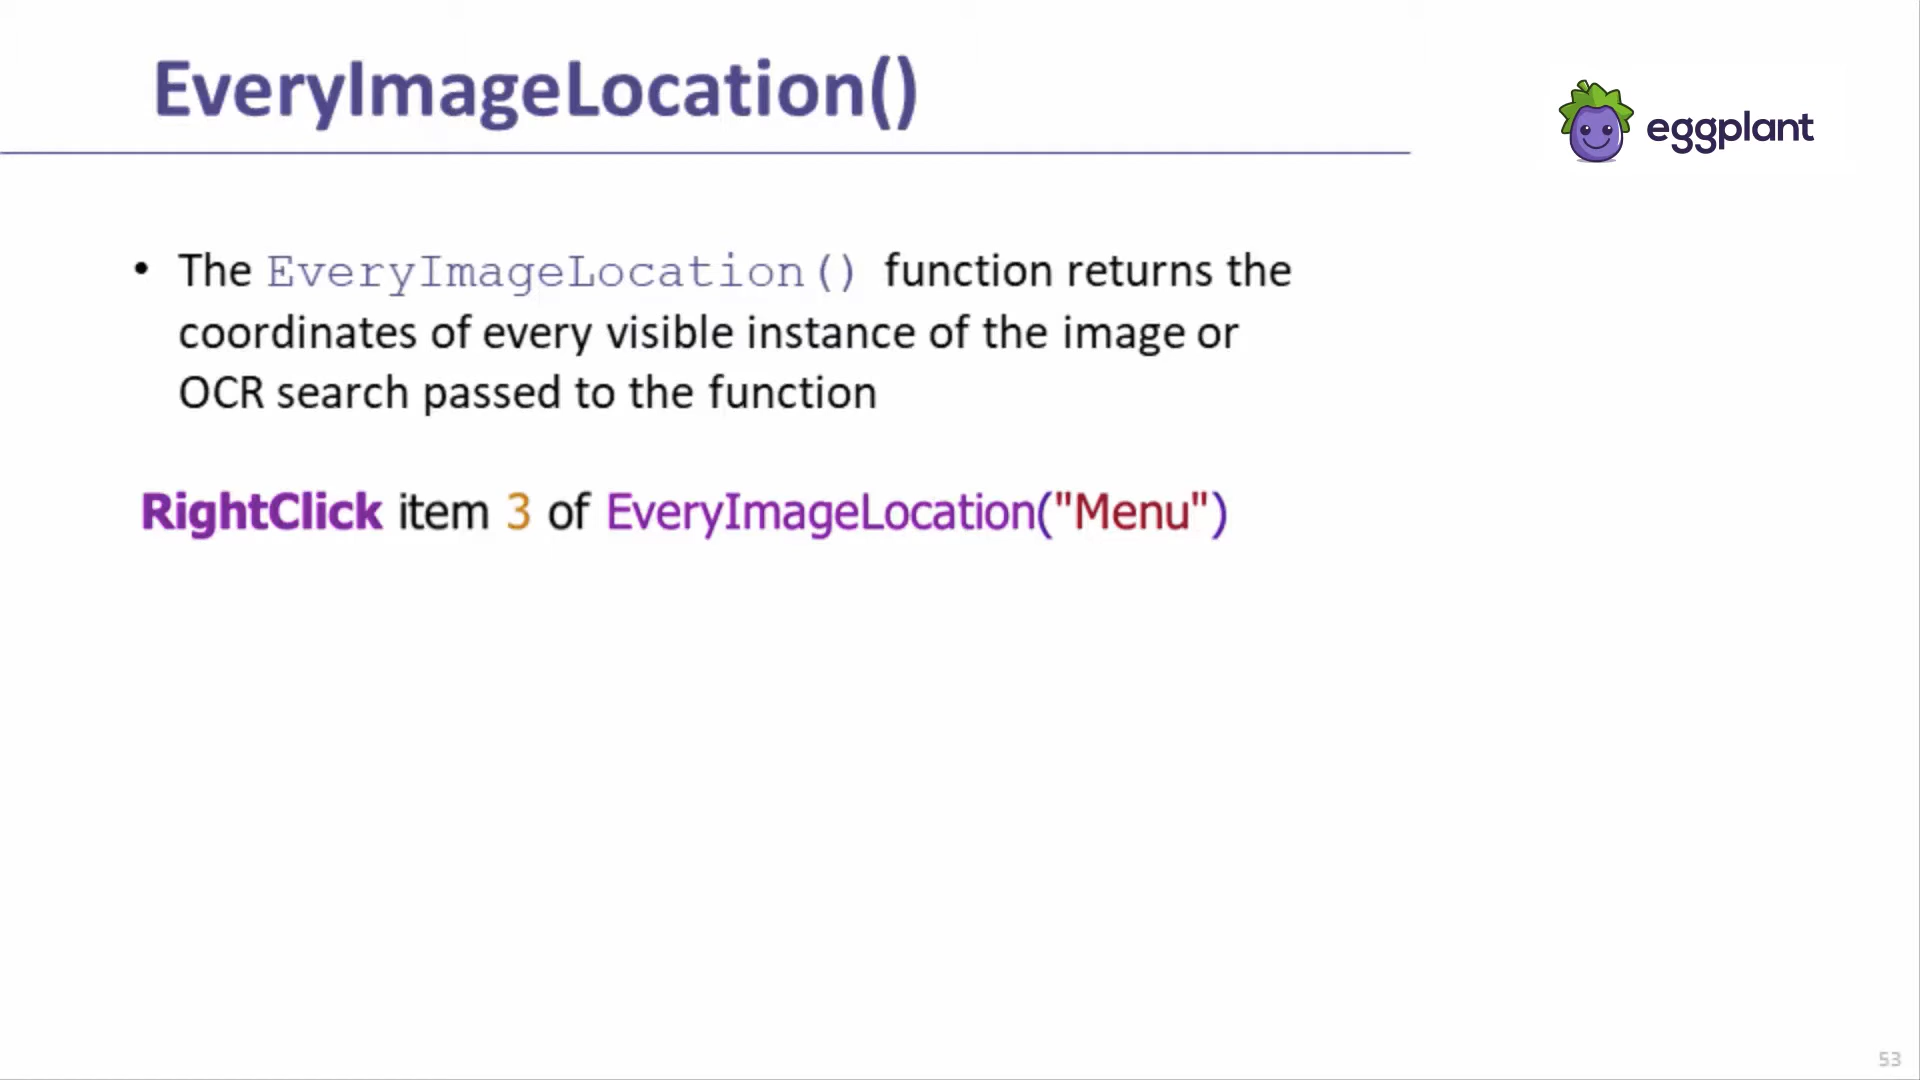 EveryImageLocation()
eggplant
• The EveryImageLocation() function returns the
coordinates of every visible instance of the image or
OCR search passed to the function
RightClick item 3 of EveryImageLocation("Menu")
53